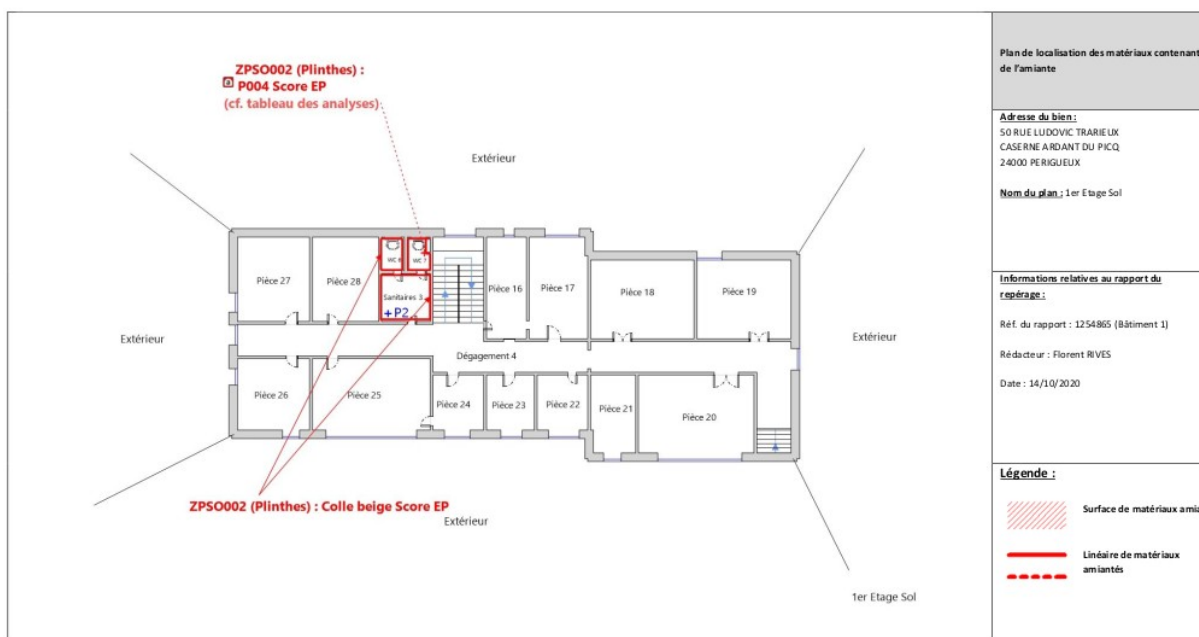 ZPSO002 (Plinthes) :
a P004 Score EP
(cf. tableau des analyses)
Extérieur
Pièce 27
Pièce 28
WC 7
Sanitaires 3
+ P2
Pièce 16
Pièce 17
Pièce 18
Pièce 19
Extérieur
Extérieur
Dégagement 4
Pièce 26
Pièce 25
Pièce 24
Pièce 23
Pièce 22
Pièce 21
Pièce 20
ZPSO002 (Plinthes) : Colle beige Score EP
Extérieur
1er Etage Sol
Plan de localisation des matériaux contenant
de l'amiante
Adresse du bien :
50 RUE LUDOVIC TRARIEUX
CASERNE ARDANT DU PICQ
24000 PERIGUEUX
Nom du plan : 1er Etage Sol
Informations relatives au rapport du
repérage :
Réf. du rapport : 1254865 (Bâtiment 1)
Rédacteur : Florent RIVES
Date : 14/10/2020
Légende :
Surface de matériaux amia
Linéaire de matériaux
amiantés